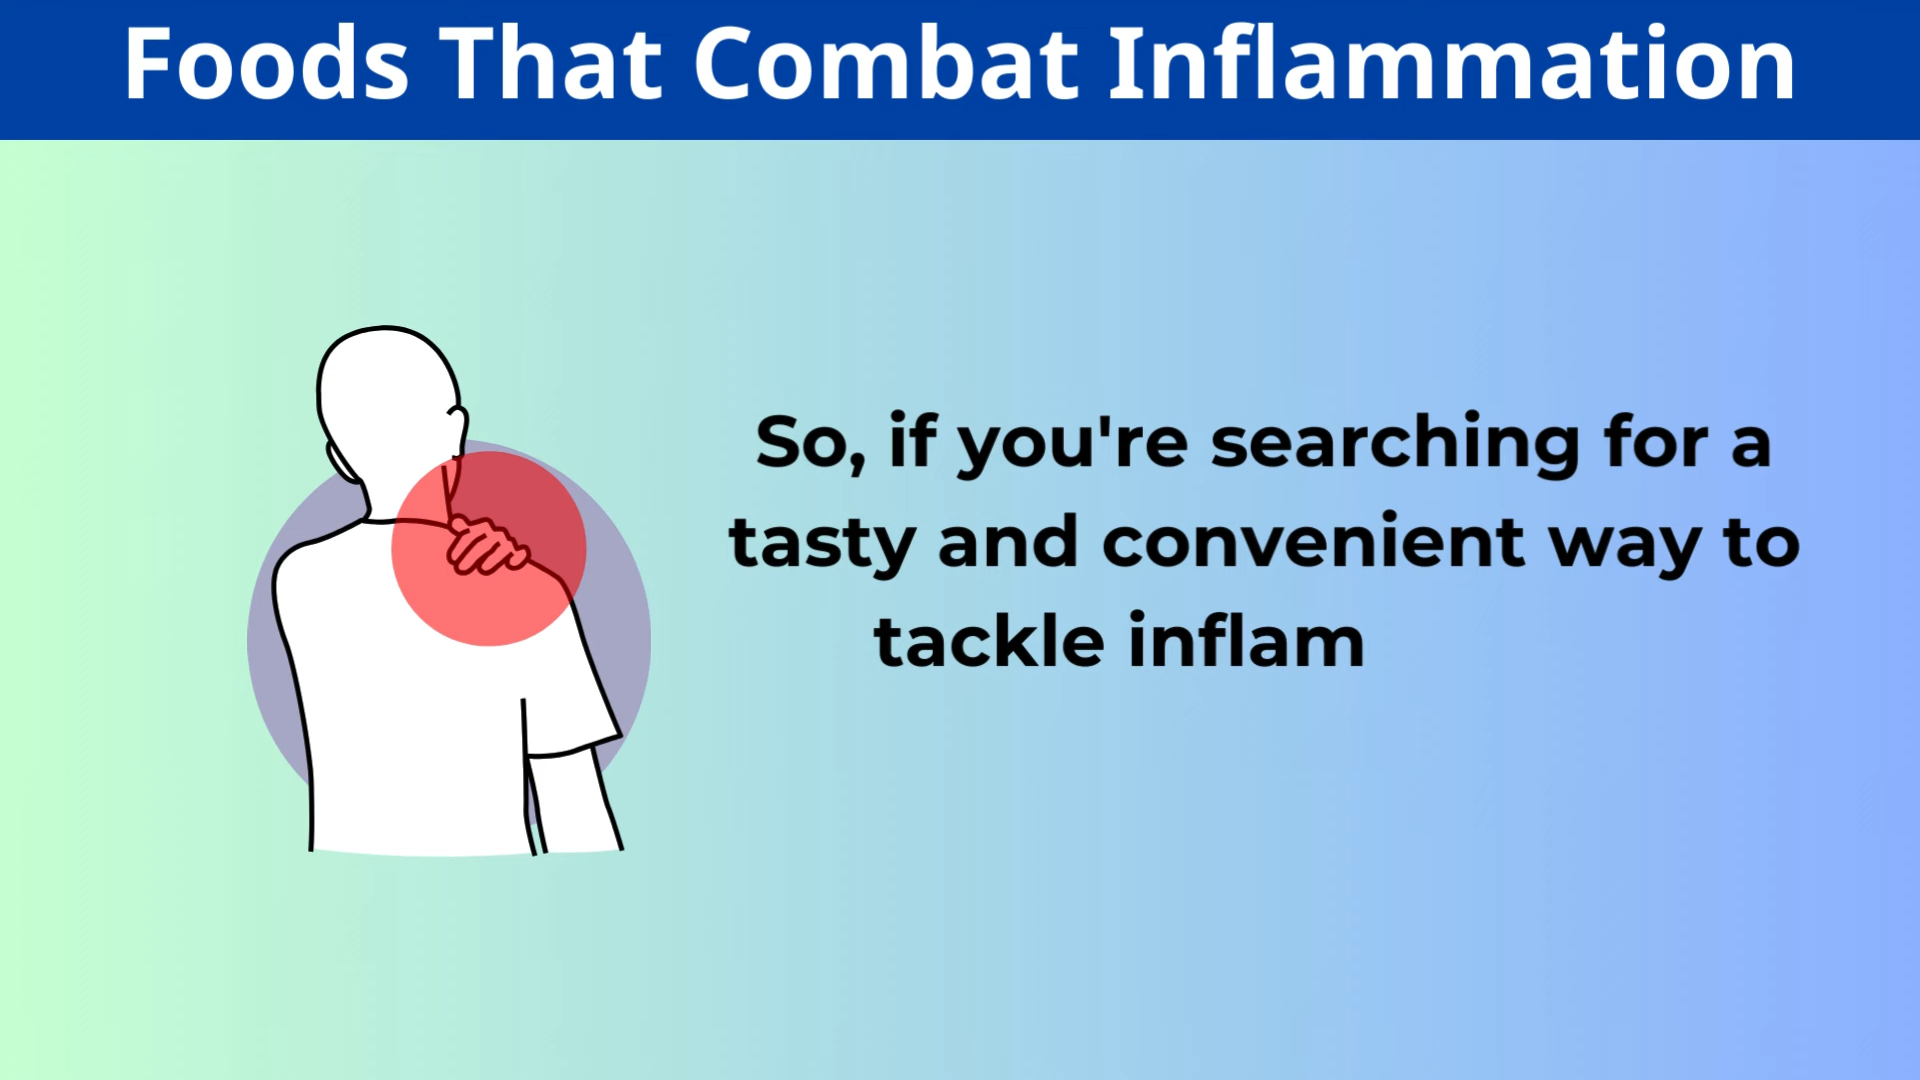 Foods That Combat Inflammation
So, if you're searching for a
tasty and convenient way to
tackle inflam